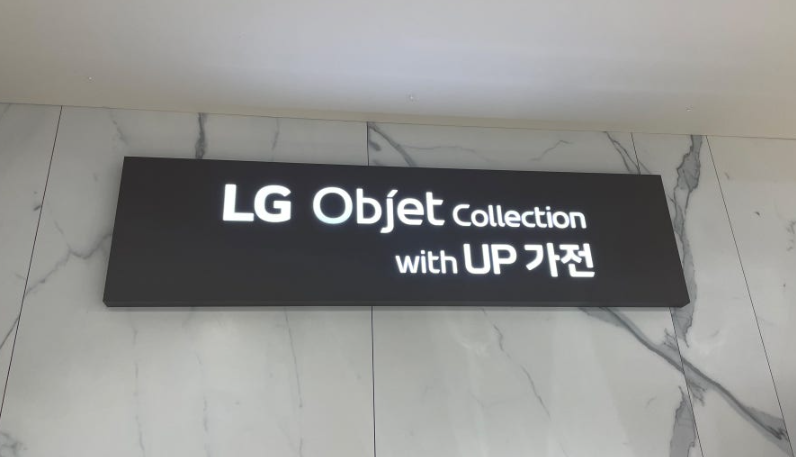 LG Objet Collection
with UP 가전